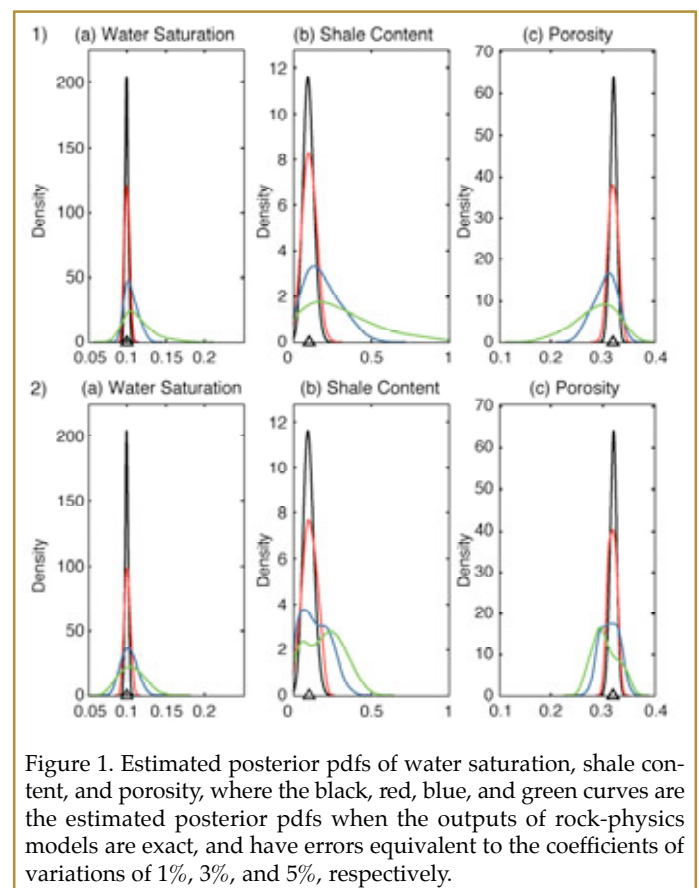 1) (a) Water Saturation (b) Shale Content (c) Porosity
Density
200
150
100
50
0
0.05 0.1 0.15 0.2
Density
12
10
8
6
4
2
0
0 0.5 1
Density
70
60
50
40
30
20
10
0
0.1 0.2 0.3 0.4
2) (a) Water Saturation (b) Shale Content (c) Porosity
Density
200
150
100
50
0
0.05 0.1 0.15 0.2
Density
12
10
8
6
4
2
0
0 0.5 1
Density
70
60
50
40
30
20
10
0
0.1 0.2 0.3 0.4
Figure 1. Estimated posterior pdfs of water saturation, shale con-
tent, and porosity, where the black, red, blue, and green curves are
the estimated posterior pdfs when the outputs of rock-physics
models are exact, and have errors equivalent to the coefficients of
variations of 1%, 3%, and 5%, respectively.